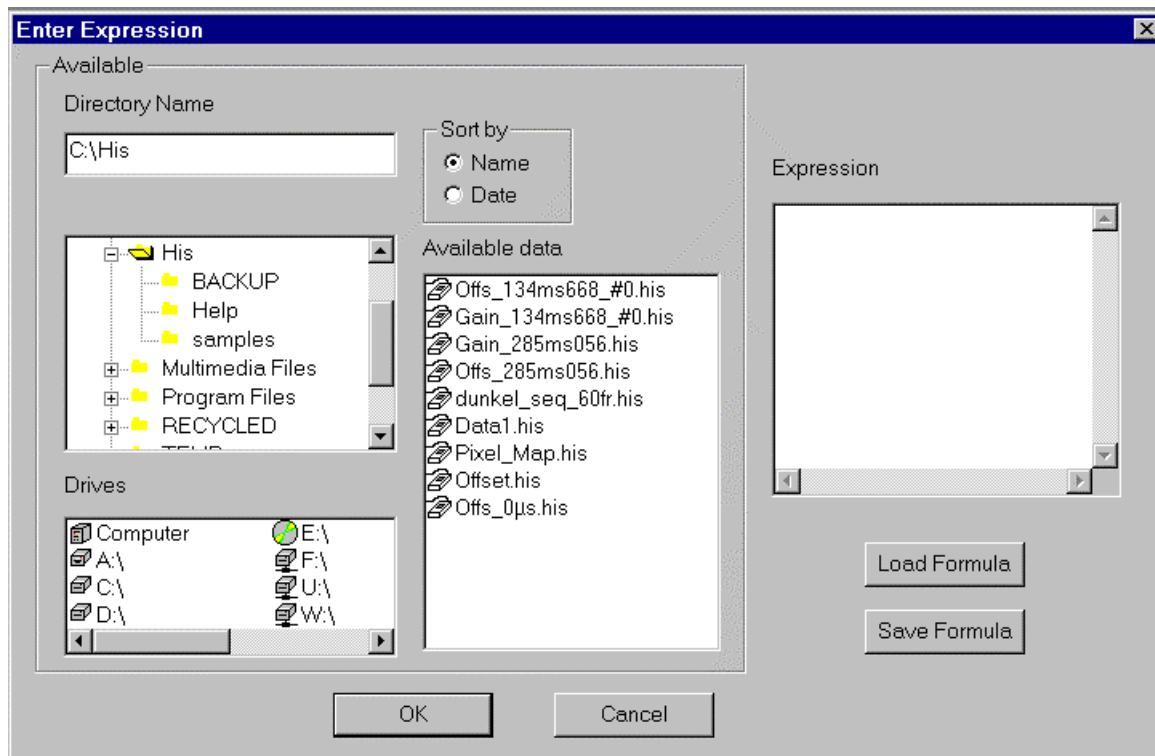 Enter Expression
Available
Directory Name
C:\His
Sort by
Name
Date
His
BACKUP
Help
samples
Multimedia Files
Program Files
RECYCLED
Drives
Computer
A:\
C:\
D:\
E:\
F:\
U:\
W:\
Available data
Offs_134ms668_#0.his
Gain_134ms668_#0.his
Gain_285ms056.his
Offs_285ms056.his
dunkel_seq_60fr.his
Data1.his
Pixel_Map.his
Offset.his
Offs_0µs.his
Expression
Load Formula
Save Formula
OK
Cancel